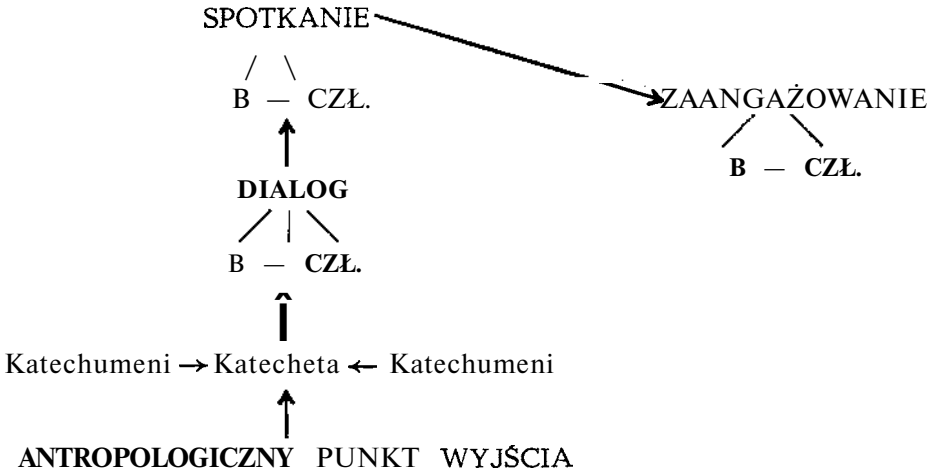 SPOTKANIE
B — CZŁ.
ZAANGAŻOWANIE
B — CZŁ.
DIALOG
B — CZŁ.
Katechumeni → Katecheta ← Katechumeni
ANTROPOLOGICZNY PUNKT WYJŚCIA